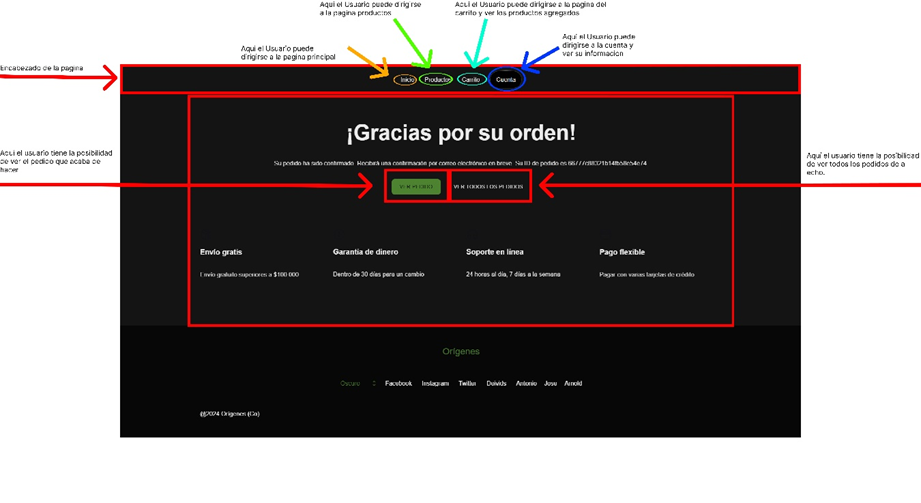 Aqui el Usuario puede dirigirse
a la pagina productos
Aqui el Usuario puede dirigirse a la pagina del
carrito y ver los productos agregados
Aqui el Usuario puede
dirigirse a la cuenta y
ver su informacion
Aqui el Usuario puede
dirigirse a la pagina principal
Encabezado de la pagina
Inicio Producto Carrito Cuenta
¡Gracias por su orden!
Su pedido ha sido confirmado. Recibirá una confirmación por correo electrónico en breve. Su ID de pedido es
Aqui el usuario tiene la posibilidad
de ver el pedido que acaba de
hacer
Aqui el usuario tiene la posibilidad
de ver todos los pedidos de a
echo.
VER PEDIDO VER TODOS LOS PEDIDOS
Envío gratis Garantía de dinero Soporte en línea Pago flexible
Envío gratuito superiores a $100.000 Dentro de 30 días para un cambio 24 horas al día, 7 días a la semana Pagar con varias tarjetas de crédito
Orígenes
Oscuro Facebook Instagram Twitter Deivids Antonio Jesu Arnold
@2024 Orígenes (Co)